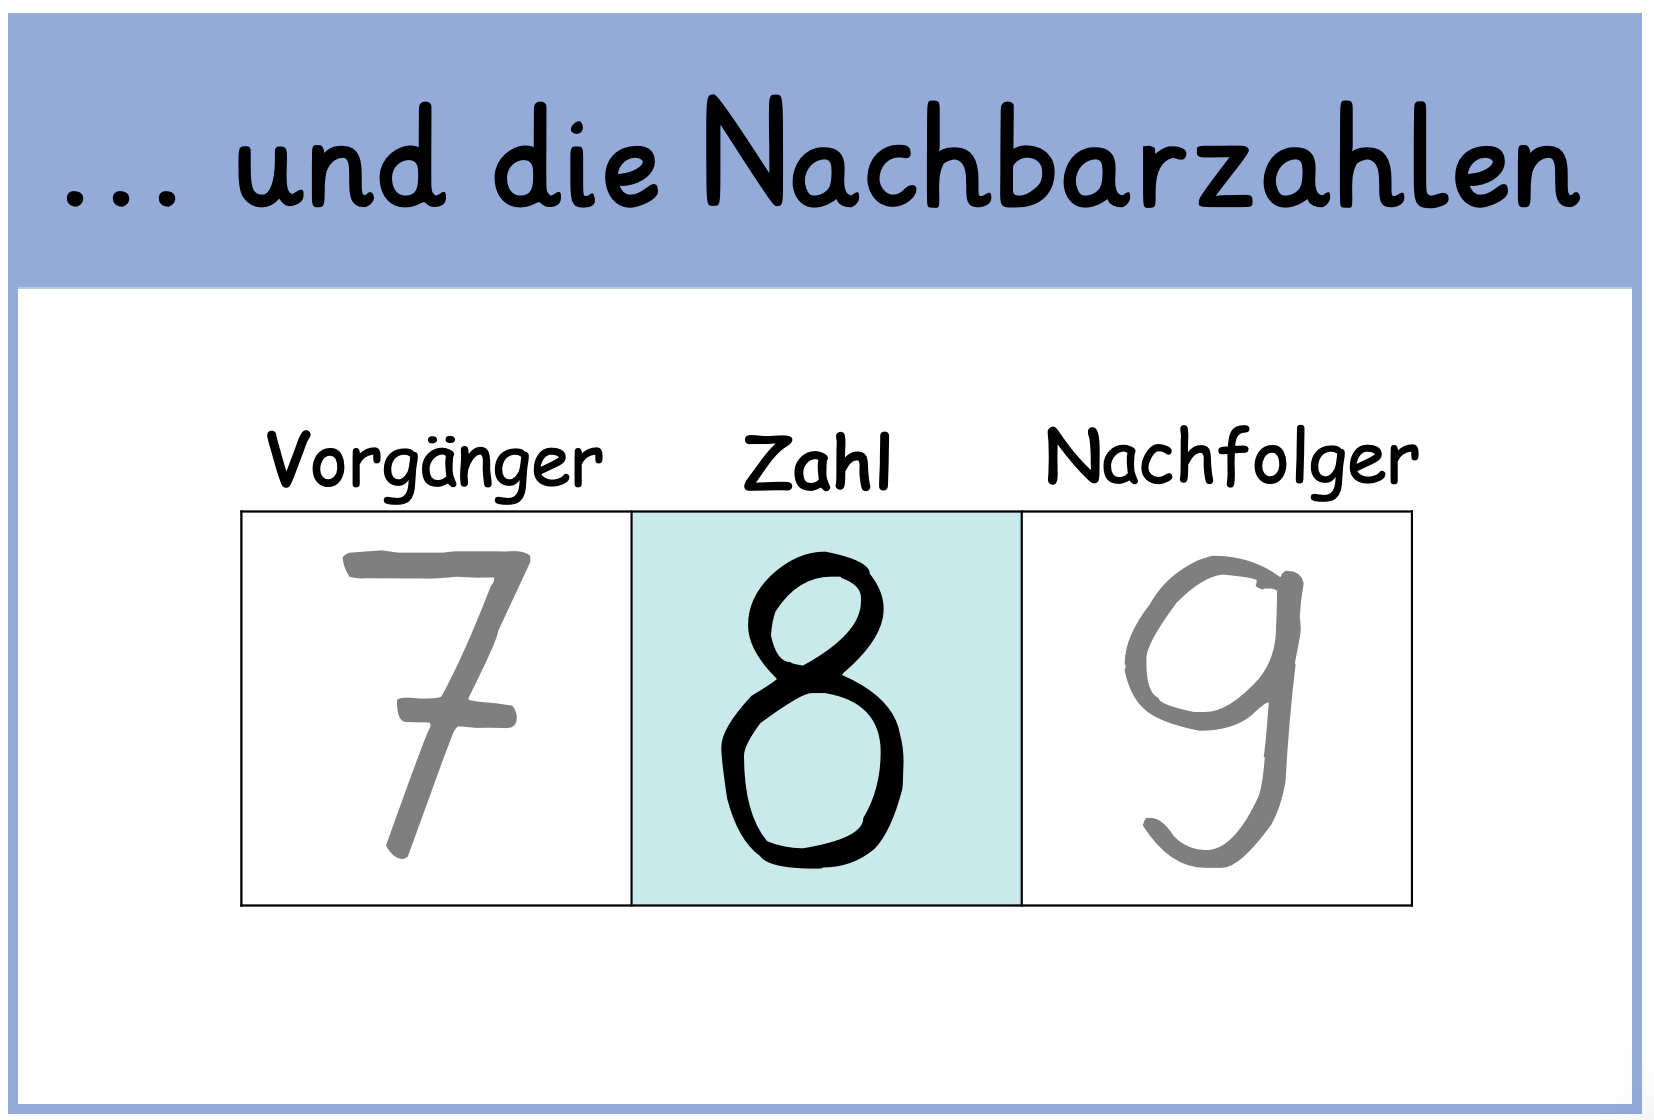 ... und die Nachbarzahlen
Vorgänger Zahl Nachfolger
7 8 9